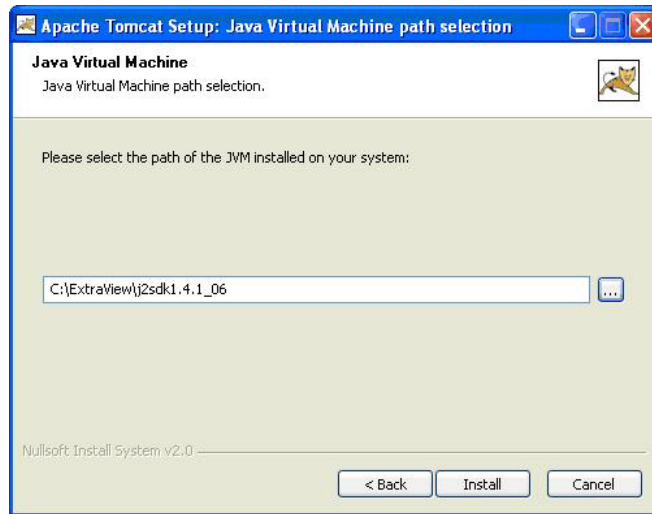 Apache Tomcat Setup: Java Virtual Machine path selection
Java Virtual Machine
Java Virtual Machine path selection.
Please select the path of the JVM installed on your system:
C:\ExtraView\j2sdk1.4.1_06
...
Nullsoft Install System v2.0
< Back
Install
Cancel